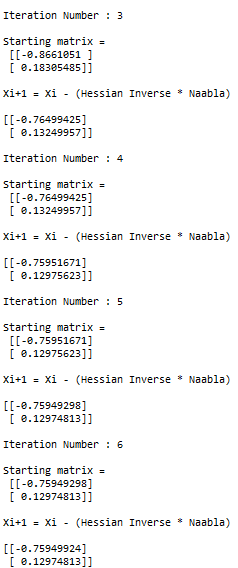 Iteration Number : 3
Starting matrix =
[[-0.8661051 ]
[ 0.18305485]]
Xi+1 = Xi - (Hessian Inverse * Naabla)
[[-0.76499425]
[ 0.13249957]]
Iteration Number : 4
Starting matrix =
[[-0.76499425]
[ 0.13249957]]
Xi+1 = Xi - (Hessian Inverse * Naabla)
[[-0.75951671]
[ 0.12975623]]
Iteration Number : 5
Starting matrix =
[[-0.75951671]
[ 0.12975623]]
Xi+1 = Xi - (Hessian Inverse * Naabla)
[[-0.75949298]
[ 0.12974813]]
Iteration Number : 6
Starting matrix =
[[-0.75949298]
[ 0.12974813]]
Xi+1 = Xi - (Hessian Inverse * Naabla)
[[-0.75949924]
[ 0.12974813]]